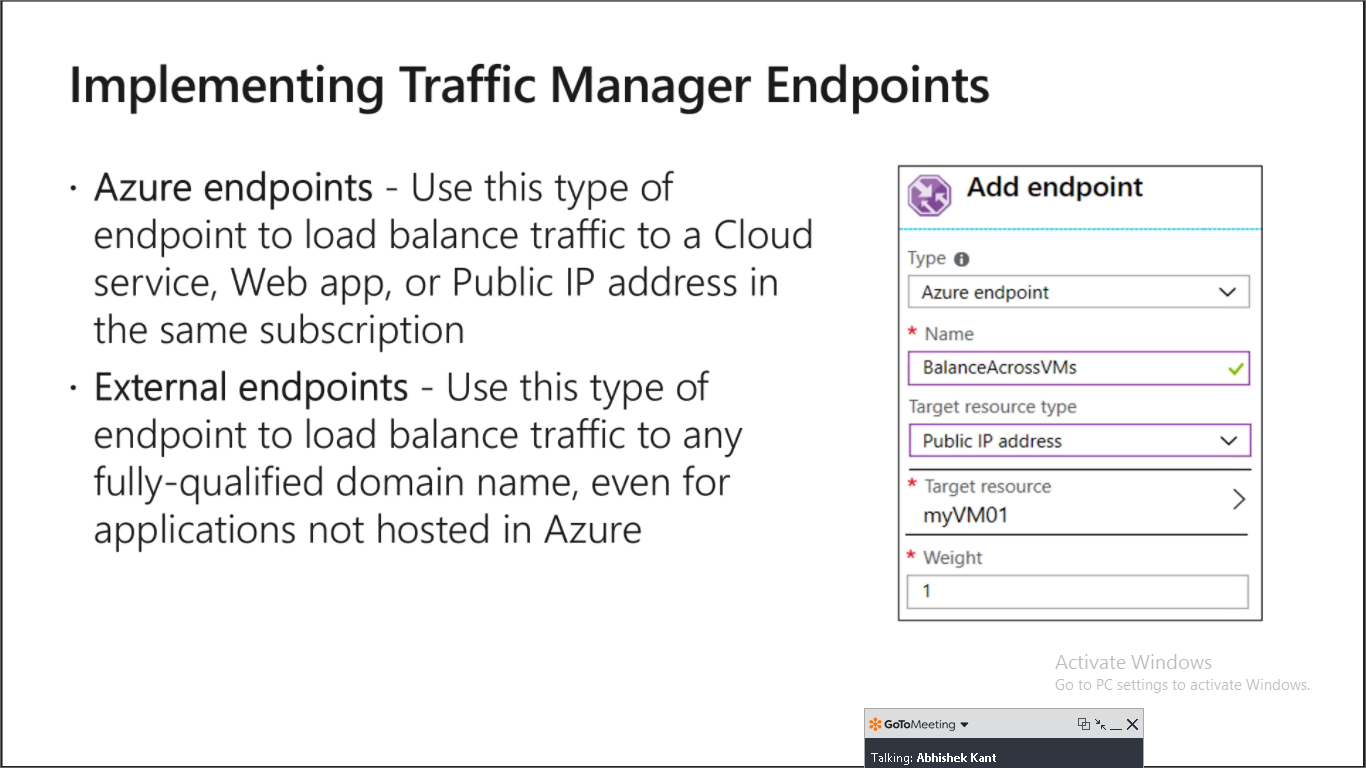 Implementing Traffic Manager Endpoints
· Azure endpoints - Use this type of
endpoint to load balance traffic to a Cloud
service, Web app, or Public IP address in
the same subscription
· External endpoints - Use this type of
endpoint to load balance traffic to any
fully-qualified domain name, even for
applications not hosted in Azure
Add endpoint
Type
Azure endpoint
* Name
BalanceAcrossVMs
Target resource type
Public IP address
* Target resource
myVM01
* Weight
1
Activate Windows
Go to PC settings to activate Windows.
GoToMeeting
Talking: Abhishek Kant